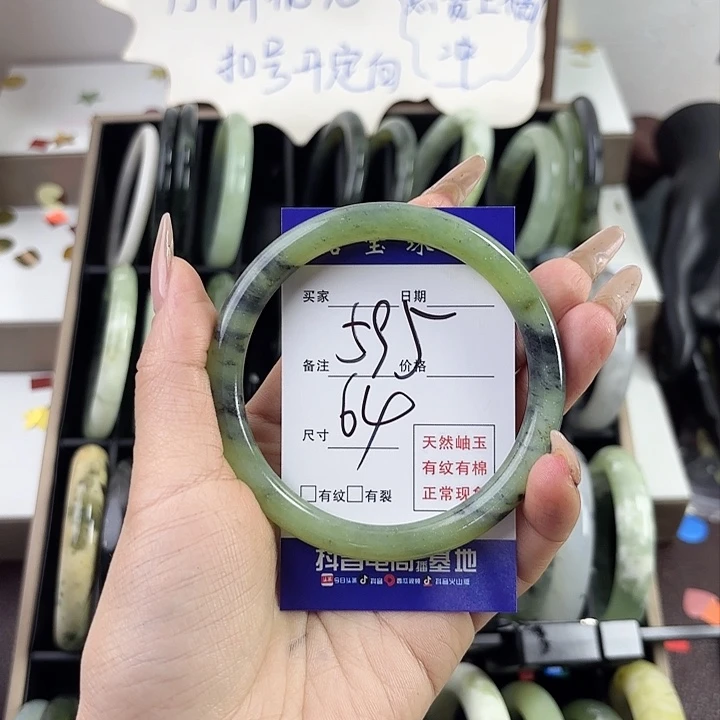 扣号开定向
冲
买家 日期
595
备注 价格
64
尺寸
天然岫玉
有纹有棉
正常现象
□有纹□有裂
抖音电商直播基地
今日头条 抖音 西瓜视频 抖音火山版